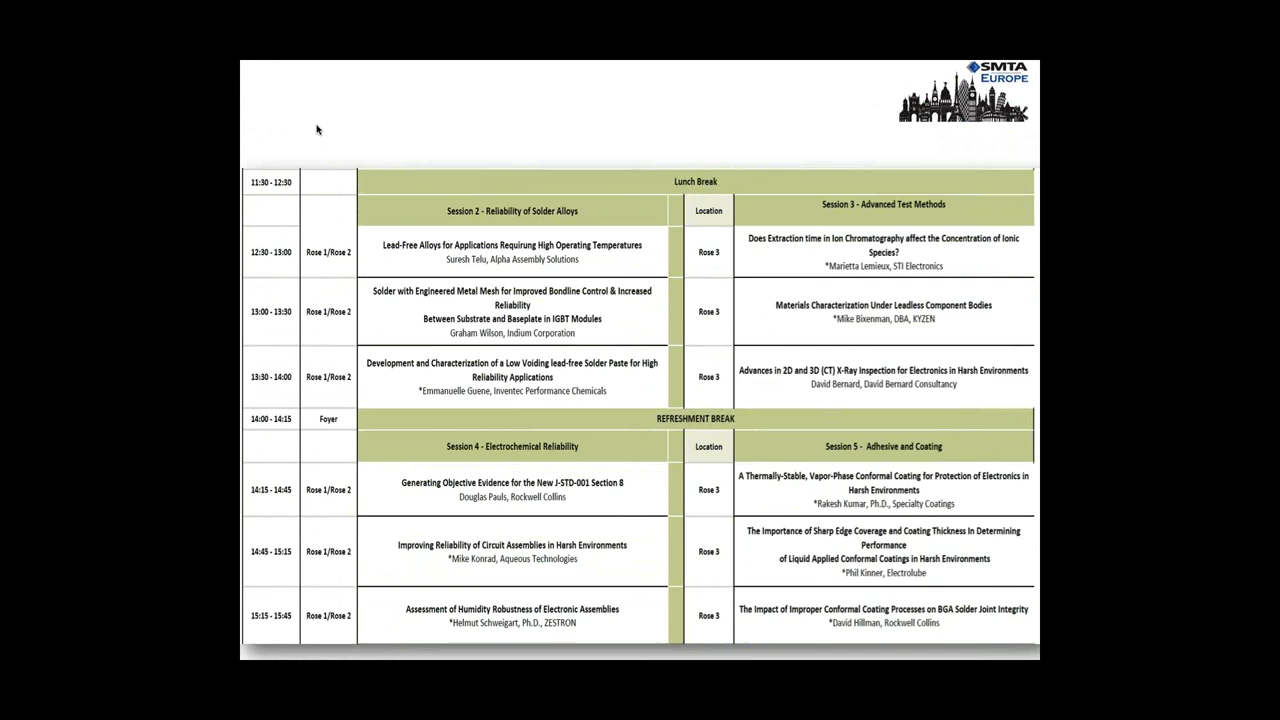 SMTA
EUROPE
11:30 - 12:30
Lunch Break
Session 2 - Reliability of Solder Alloys
Location
Session 3 - Advanced Test Methods
12:30 - 13:00
Rose 1/Rose 2
Lead-Free Alloys for Applications Requirung High Operating Temperatures
Suresh Telu, Alpha Assembly Solutions
Rose 3
Does Extraction time in Ion Chromatography affect the Concentration of Ionic
Species?
*Marietta Lemieux, STI Electronics
13:00 - 13:30
Rose 1/Rose 2
Solder with Engineered Metal Mesh for Improved Bondline Control & Increased
Reliability
Between Substrate and Baseplate in IGBT Modules
Graham Wilson, Indium Corporation
Rose 3
Materials Characterization Under Leadless Component Bodies
*Mike Bixenman, DBA, KYZEN
13:30 - 14:00
Rose 1/Rose 2
Development and Characterization of a Low Voiding lead-free Solder Paste for High
Reliability Applications
*Emmanuelle Guene, Inventec Performance Chemicals
Rose 3
Advances in 2D and 3D (CT) X-Ray Inspection for Electronics in Harsh Environments
David Bernard, David Bernard Consultancy
14:00 - 14:15
Foyer
REFRESHMENT BREAK
Session 4 - Electrochemical Reliability
Location
Session 5 - Adhesive and Coating
14:15 - 14:45
Rose 1/Rose 2
Generating Objective Evidence for the New J-STD-001 Section 8
Douglas Pauls, Rockwell Collins
Rose 3
A Thermally-Stable, Vapor-Phase Conformal Coating for Protection of Electronics in
Harsh Environments
*Rakesh Kumar, Ph.D., Specialty Coatings
14:45 - 15:15
Rose 1/Rose 2
Improving Reliability of Circuit Assemblies in Harsh Environments
*Mike Konrad, Aqueous Technologies
Rose 3
The Importance of Sharp Edge Coverage and Coating Thickness In Determining
Performance
of Liquid Applied Conformal Coatings in Harsh Environments
*Phil Kinner, Electrolube
15:15 - 15:45
Rose 1/Rose 2
Assessment of Humidity Robustness of Electronic Assemblies
*Helmut Schweigart, Ph.D., ZESTRON
Rose 3
The Impact of Improper Conformal Coating Processes on BGA Solder Joint Integrity
*David Hillman, Rockwell Collins